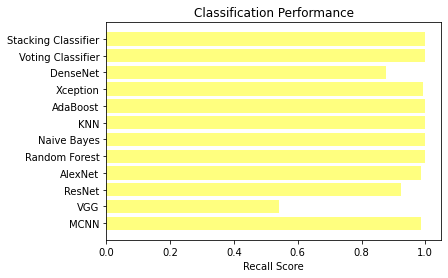 Classification Performance
Stacking Classifier
Voting Classifier
DenseNet
Xception
AdaBoost
KNN
Naive Bayes
Random Forest
AlexNet
ResNet
VGG
MCNN
0.0 0.2 0.4 0.6 0.8 1.0
Recall Score